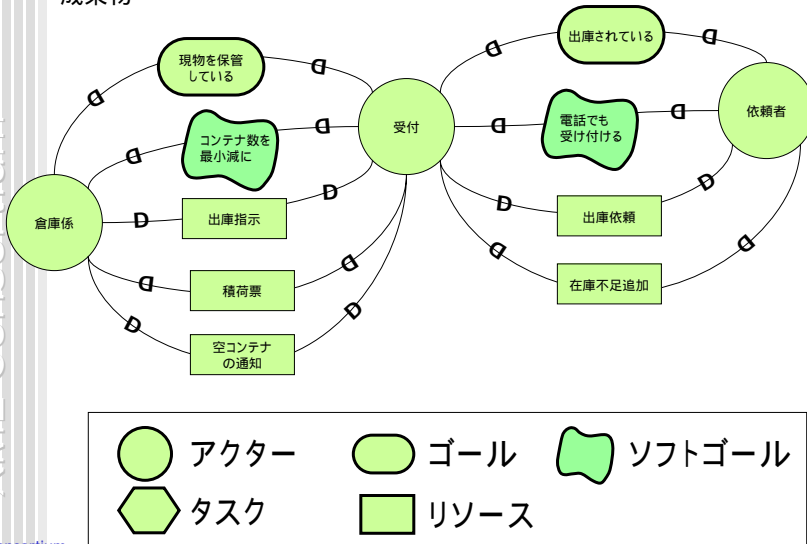 現物を保管
している
出庫されている
D
D
D
D
コンテナ数を
最小減に
受付
電話でも
受け付ける
依頼者
D
D
D
D
倉庫係
D
出庫指示
D
D
出庫依頼
D
D
積荷票
D
D
在庫不足追加
D
D
空コンテナ
の通知
D
アクター
ゴール
ソフトゴール
タスク
リソース